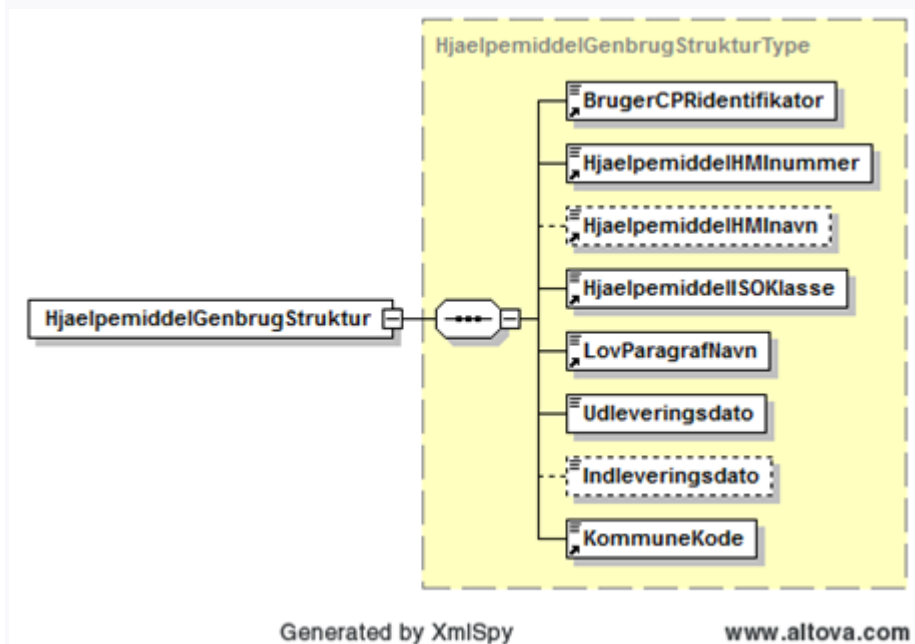 HjaelpemiddelGenbrugStrukturType
BrugerCPRidentifikator
HjaelpemiddelHMInummer
HjaelpemiddelHMInavn
HjaelpemiddelISOKlasse
HjaelpemiddelGenbrugStruktur
LovParagrafNavn
Udleveringsdato
Indleveringsdato
KommuneKode
Generated by XmlSpy
www.altova.com